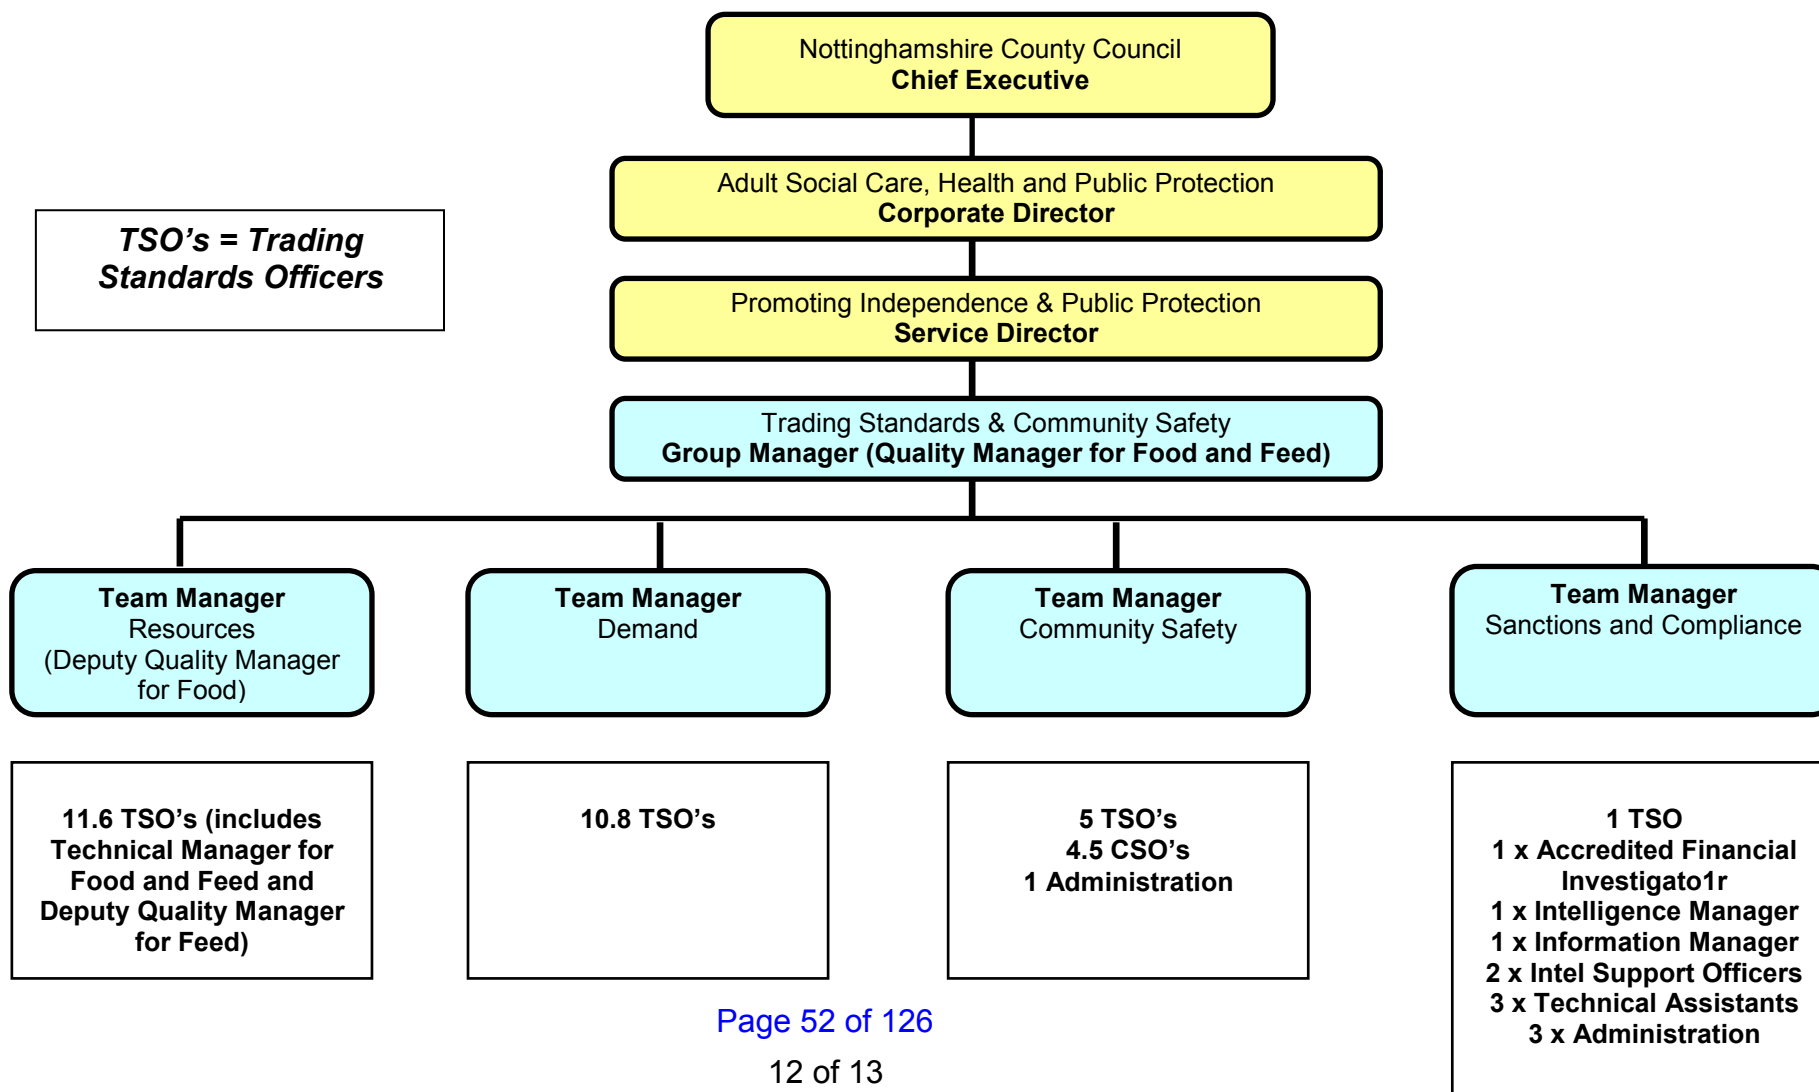 Nottinghamshire County Council
Chief Executive
Adult Social Care, Health and Public Protection
Corporate Director
TSO’s = Trading
Standards Officers
Promoting Independence & Public Protection
Service Director
Trading Standards & Community Safety
Group Manager (Quality Manager for Food and Feed)
Team Manager
Resources
(Deputy Quality Manager
for Food)
Team Manager
Demand
Team Manager
Community Safety
Team Manager
Sanctions and Compliance
11.6 TSO’s (includes
Technical Manager for
Food and Feed and
Deputy Quality Manager
for Feed)
10.8 TSO’s
5 TSO’s
4.5 CSO’s
1 Administration
1 TSO
1 x Accredited Financial
Investigato1r
1 x Intelligence Manager
1 x Information Manager
2 x Intel Support Officers
3 x Technical Assistants
3 x Administration
Page 52 of 126
12 of 13